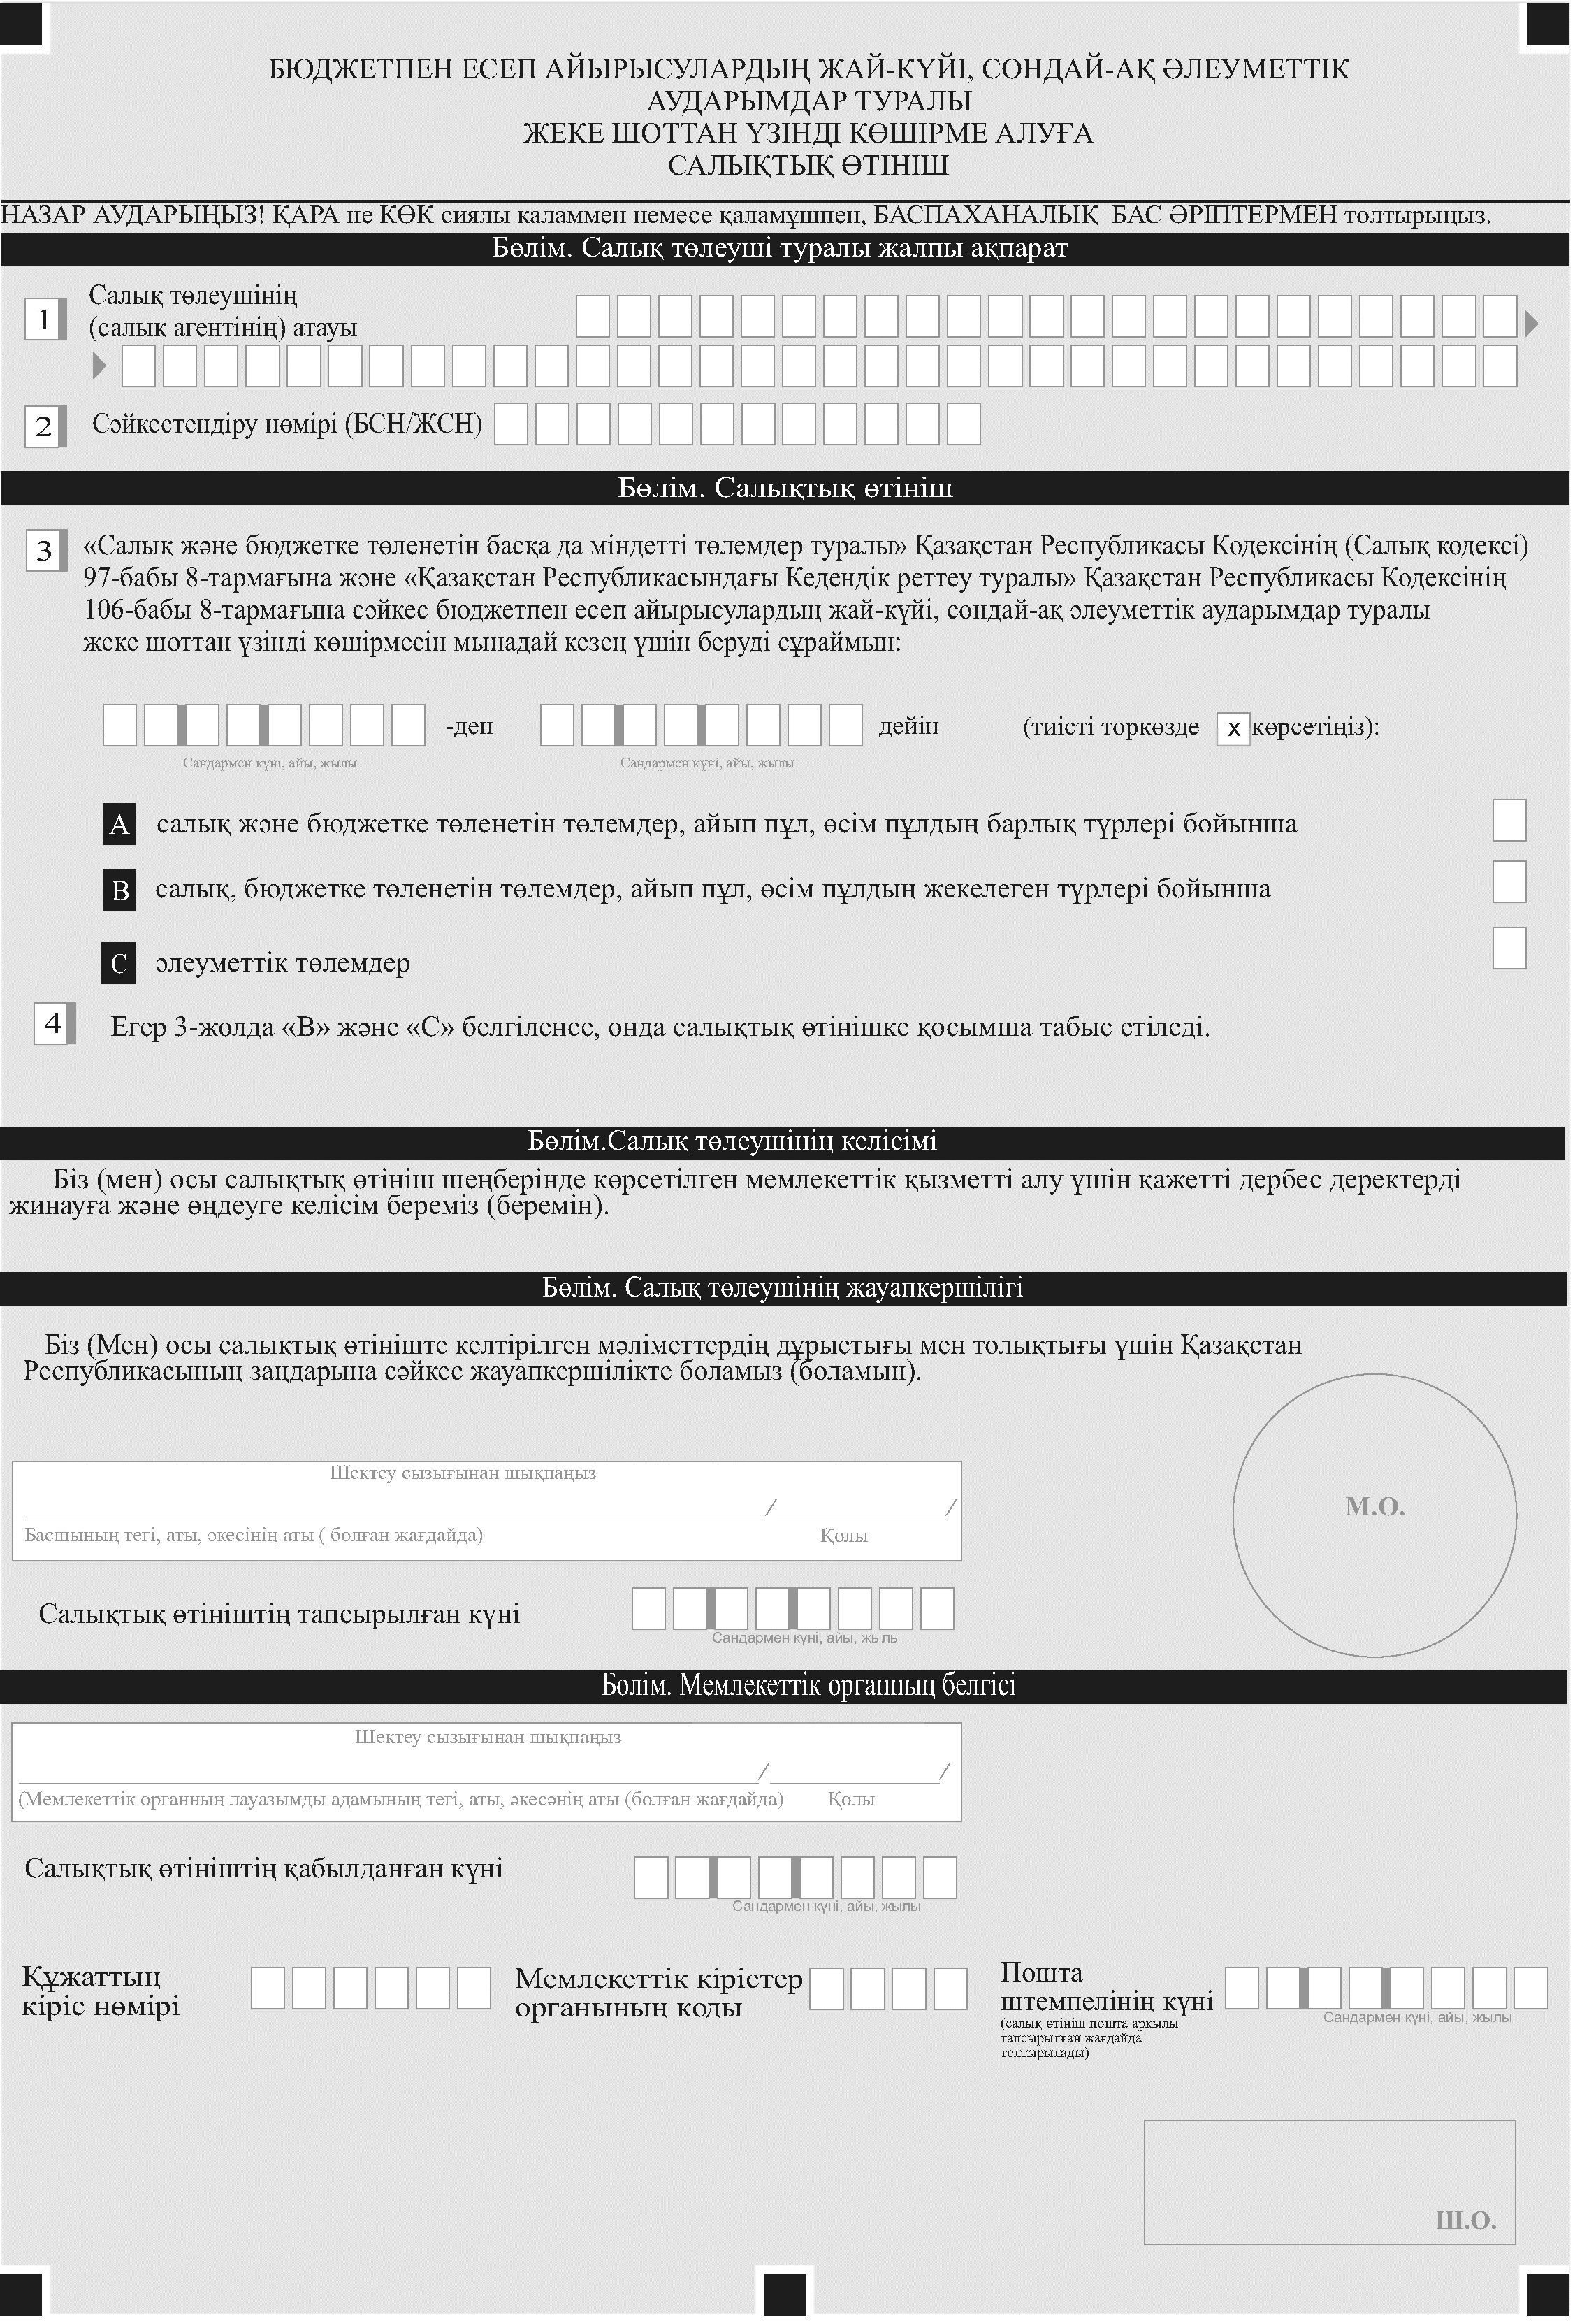 БЮДЖЕТПЕН ЕСЕП АЙЫРЫСУЛАРДЫҢ ЖАЙ-КҮЙІ, СОНДАЙ-АҚ ӘЛЕУМЕТТІК
АУДАРЫМДАР ТУРАЛЫ
ЖЕКЕ ШОТТАН ҮЗІНДІ КӨШІРМЕ АЛУҒА
САЛЫҚТЫҚ ӨТІНІШ
НАЗАР АУДАРЫҢЫЗ! ҚАРА не КӨК сиялы каламмен немесе қаламұшпен, БАСПАХАНАЛЫҚ БАС ӘРІПТЕРМЕН толтырыңыз.
Бөлім. Салық төлеуші туралы жалпы ақпарат
1 Салық төлеушінің
(салық агентінің) атауы
2 Сәйкестендіру нөмірі (БСН/ЖСН)
Бөлім. Салықтық өтініш
3 «Салық және бюджетке төленетін басқа да міндетті төлемдер туралы» Қазақстан Республикасы Кодексінің (Салық кодексі)
97-бабы 8-тармағына және «Қазақстан Республикасындағы Кедендік реттеу туралы» Қазақстан Республикасы Кодексінің
106-бабы 8-тармағына сәйкес бюджетпен есеп айырысулардың жай-күйі, сондай-ақ әлеуметтік аударымдар туралы
жеке шоттан үзінді көшірмесін мынадай кезең үшін беруді сұраймын:
-ден дейін (тиісті торкөзде x көрсетіңіз):
Сандармен күні, айы, жылы Сандармен күні, айы, жылы
A салық және бюджетке төленетін төлемдер, айып пұл, өсім пұлдың барлық түрлері бойынша
B салық, бюджетке төленетін төлемдер, айып пұл, өсім пұлдың жекелеген түрлері бойынша
C әлеуметтік төлемдер
4 Егер 3-жолда «В» және «С» белгіленсе, онда салықтық өтінішке қосымша табыс етіледі.
Бөлім.Салық төлеушінің келісімі
Біз (мен) осы салықтық өтініш шеңберінде көрсетілген мемлекеттік қызметті алу үшін қажетті дербес деректерді
жинауға және өңдеуге келісім береміз (беремін).
Бөлім. Салық төлеушінің жауапкершілігі
Біз (Мен) осы салықтық өтініште келтірілген мәліметтердің дұрыстығы мен толықтығы үшін Қазақстан
Республикасының заңдарына сәйкес жауапкершілікте боламыз (боламын).
Шектеу сызығынан шықпаңыз
/ /
Басшының тегі, аты, әкесінің аты ( болған жағдайда) Қолы
М.О.
Салықтық өтініштің тапсырылған күні
Сандармен күні, айы, жылы
Бөлім. Мемлекеттік органның белгісі
Шектеу сызығынан шықпаңыз
/ /
(Мемлекеттік органның лауазымды адамының тегі, аты, әкесәнің аты (болған жағдайда) Қолы
Салықтық өтініштің қабылданған күні
Сандармен күні, айы, жылы
Құжаттың
кіріс нөмірі
Мемлекеттік кірістер
органының коды
Пошта
штемпелінің күні
Сандармен күні, айы, жылы
(салық өтініш пошта арқылы
тапсырылған жағдайда
толтырылады)
Ш.О.